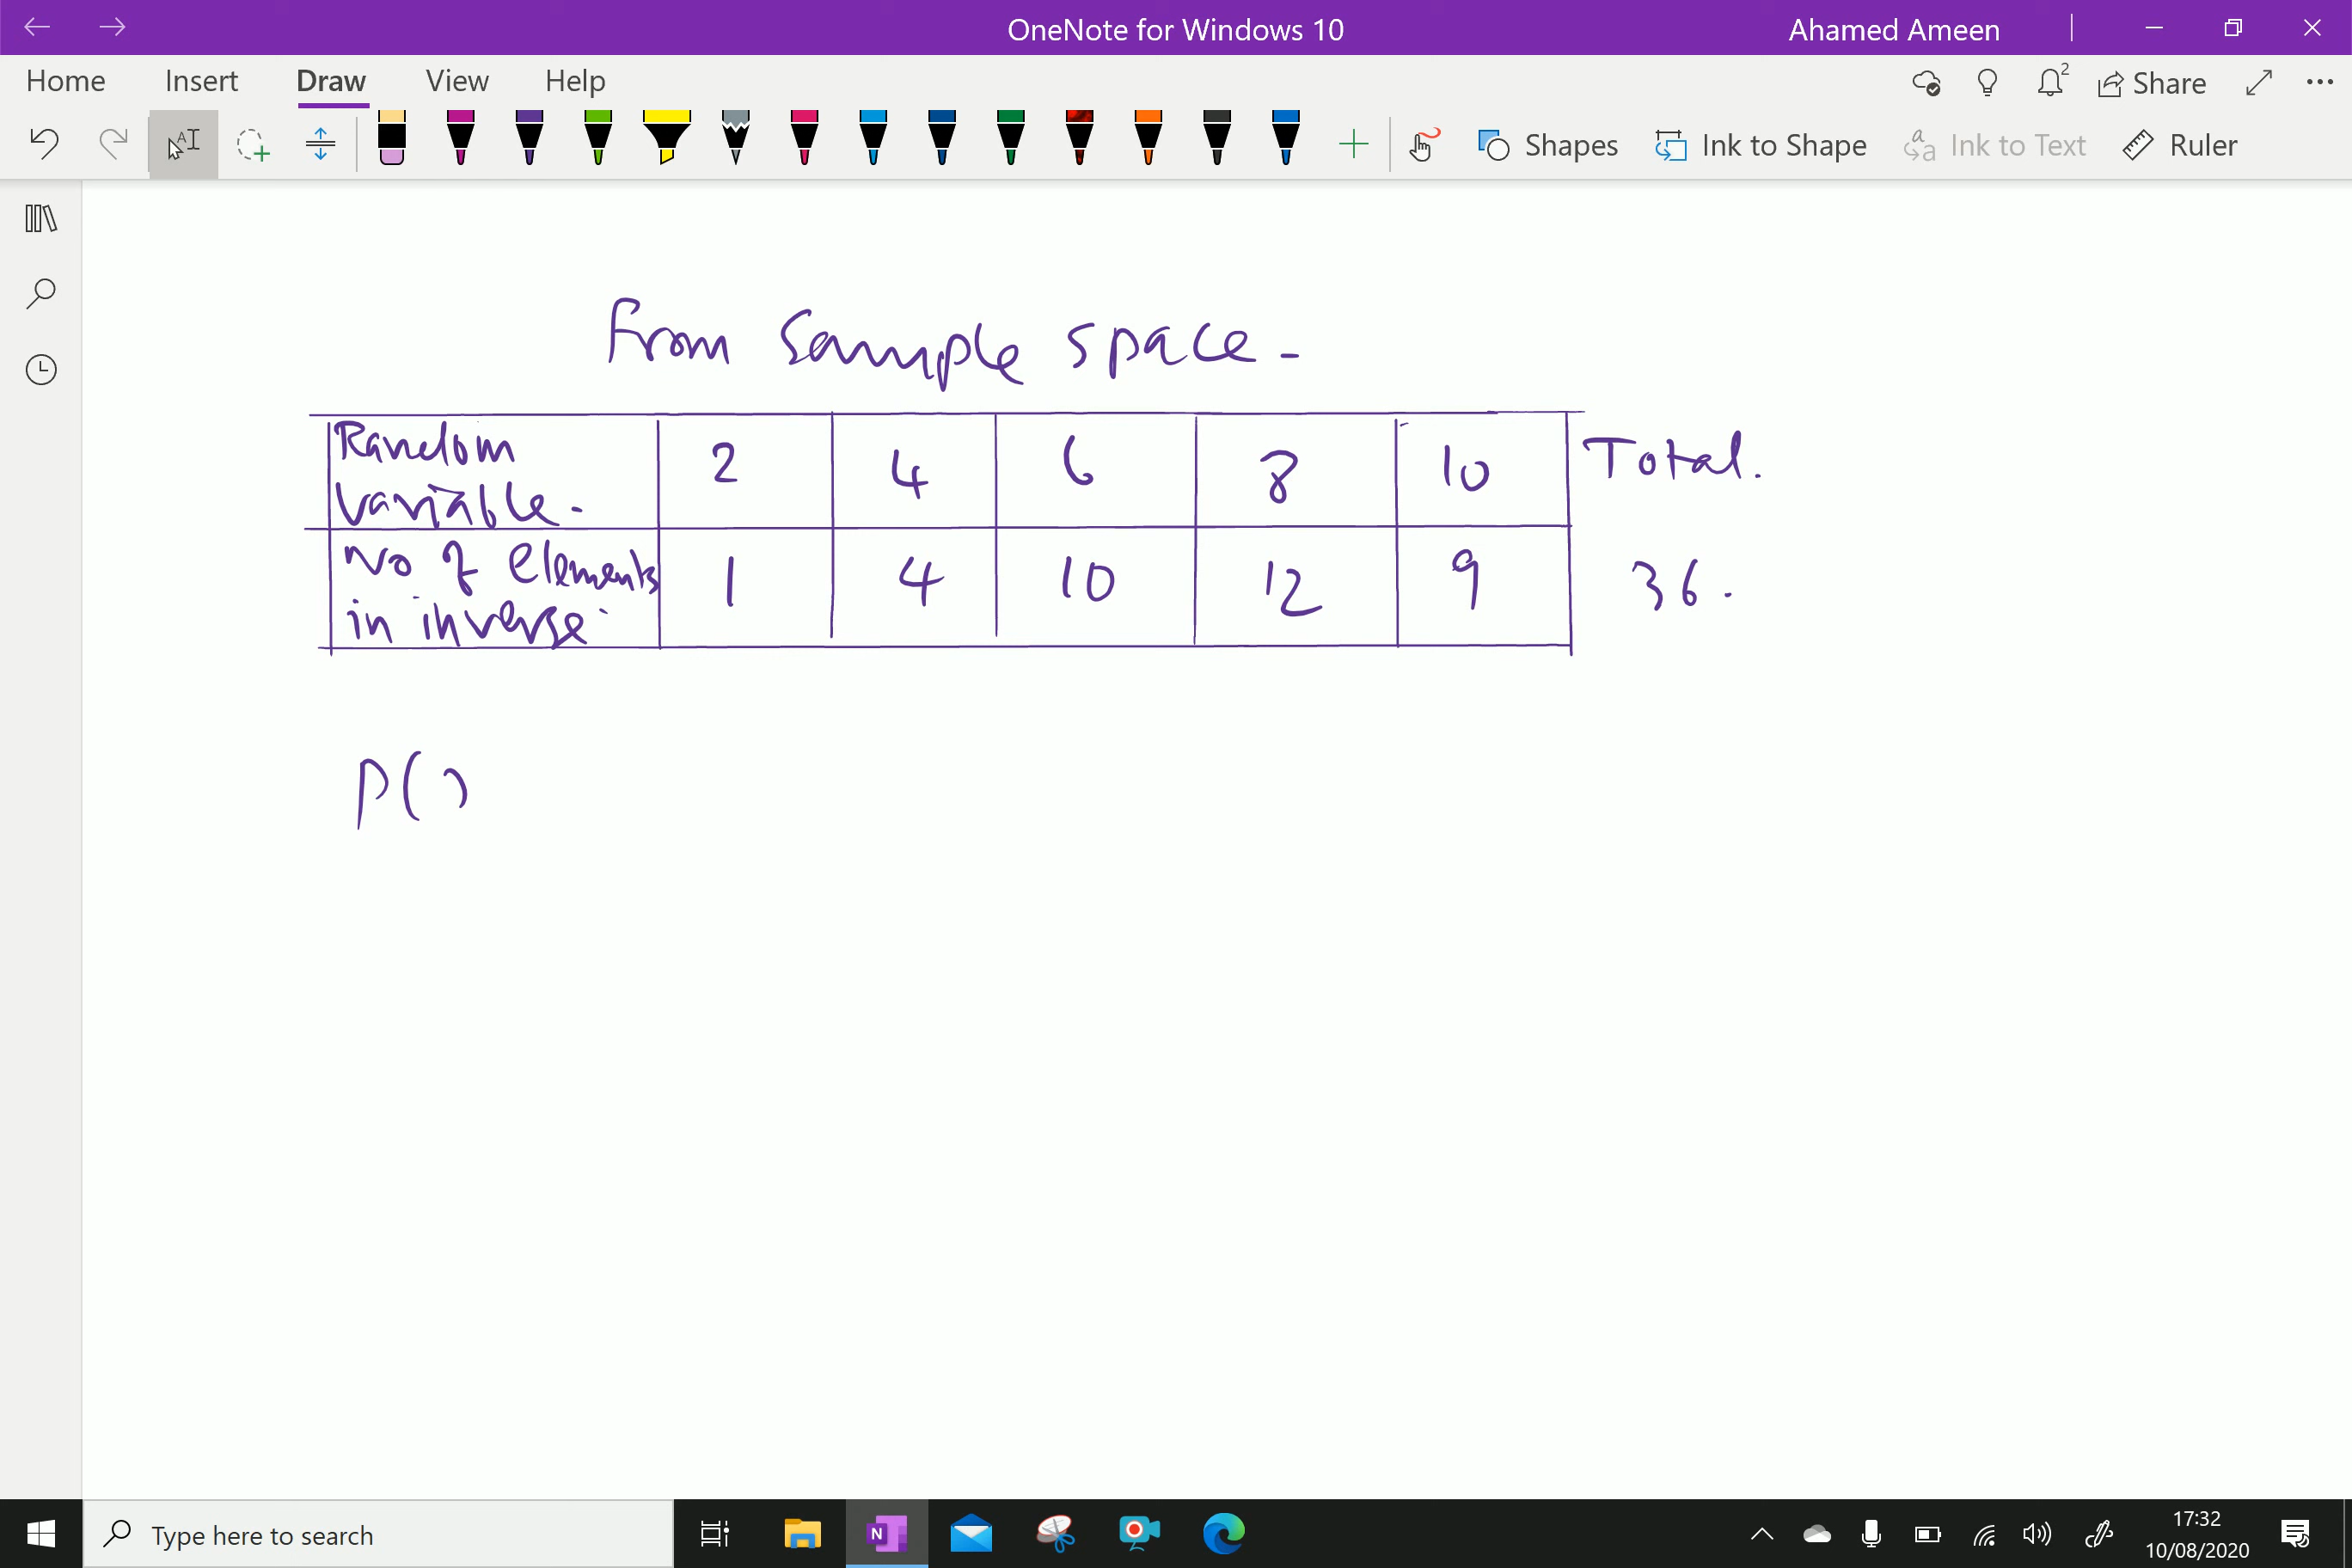 OneNote for Windows 10
Ahamed Ameen
Home Insert Draw View Help
2 Share
Shapes Ink to Shape Ink to Text Ruler
From Sample space -
Random variable. 2 4 6 8 10 Total.
No of elements in inverse 1 4 10 12 9 36.
P( )
Type here to search
17:32
10/08/2020